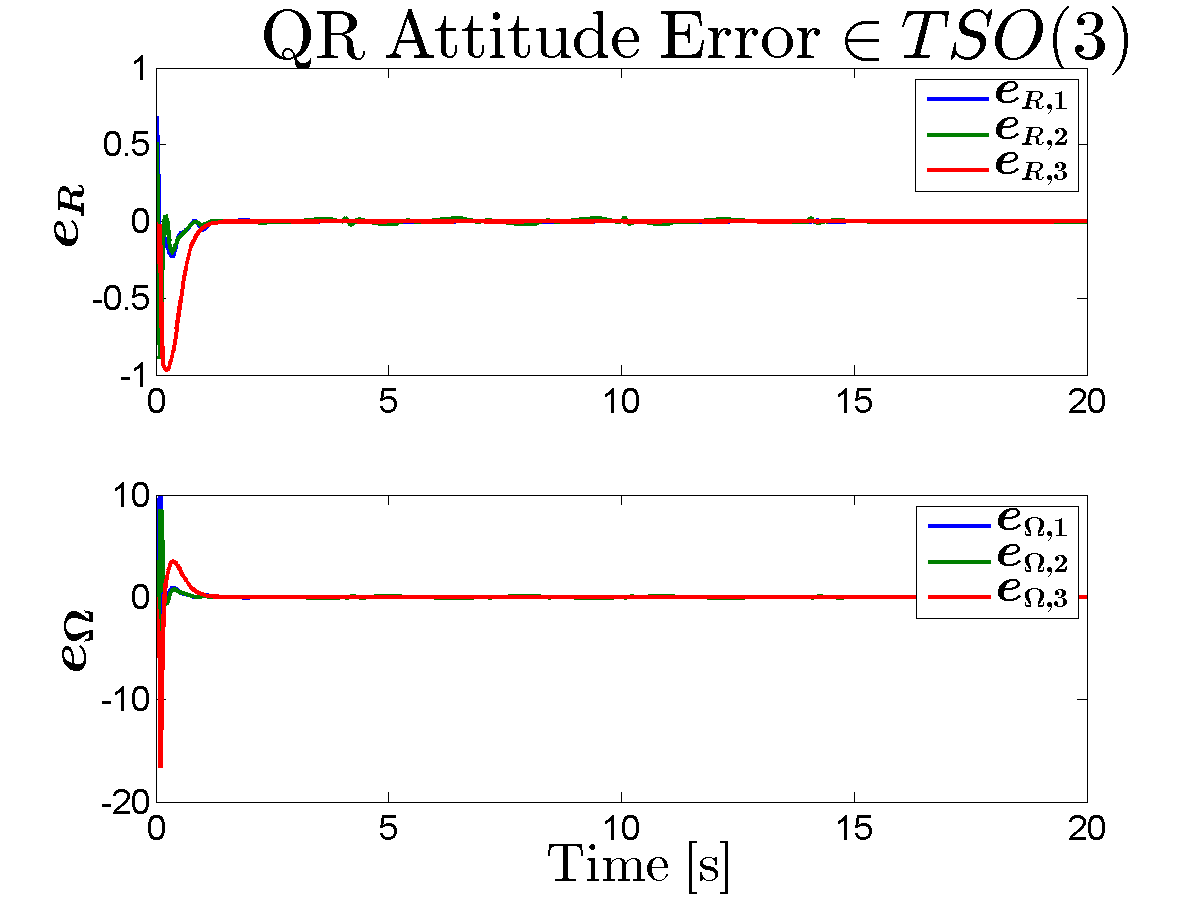 QR Attitude Error ∈ TSO(3)
1
0.5
0
-0.5
-1
e_R
e_{R,1}
e_{R,2}
e_{R,3}
0 5 10 15 20
10
0
-10
-20
e_Ω
e_{Ω,1}
e_{Ω,2}
e_{Ω,3}
0 5 10 15 20
Time [s]